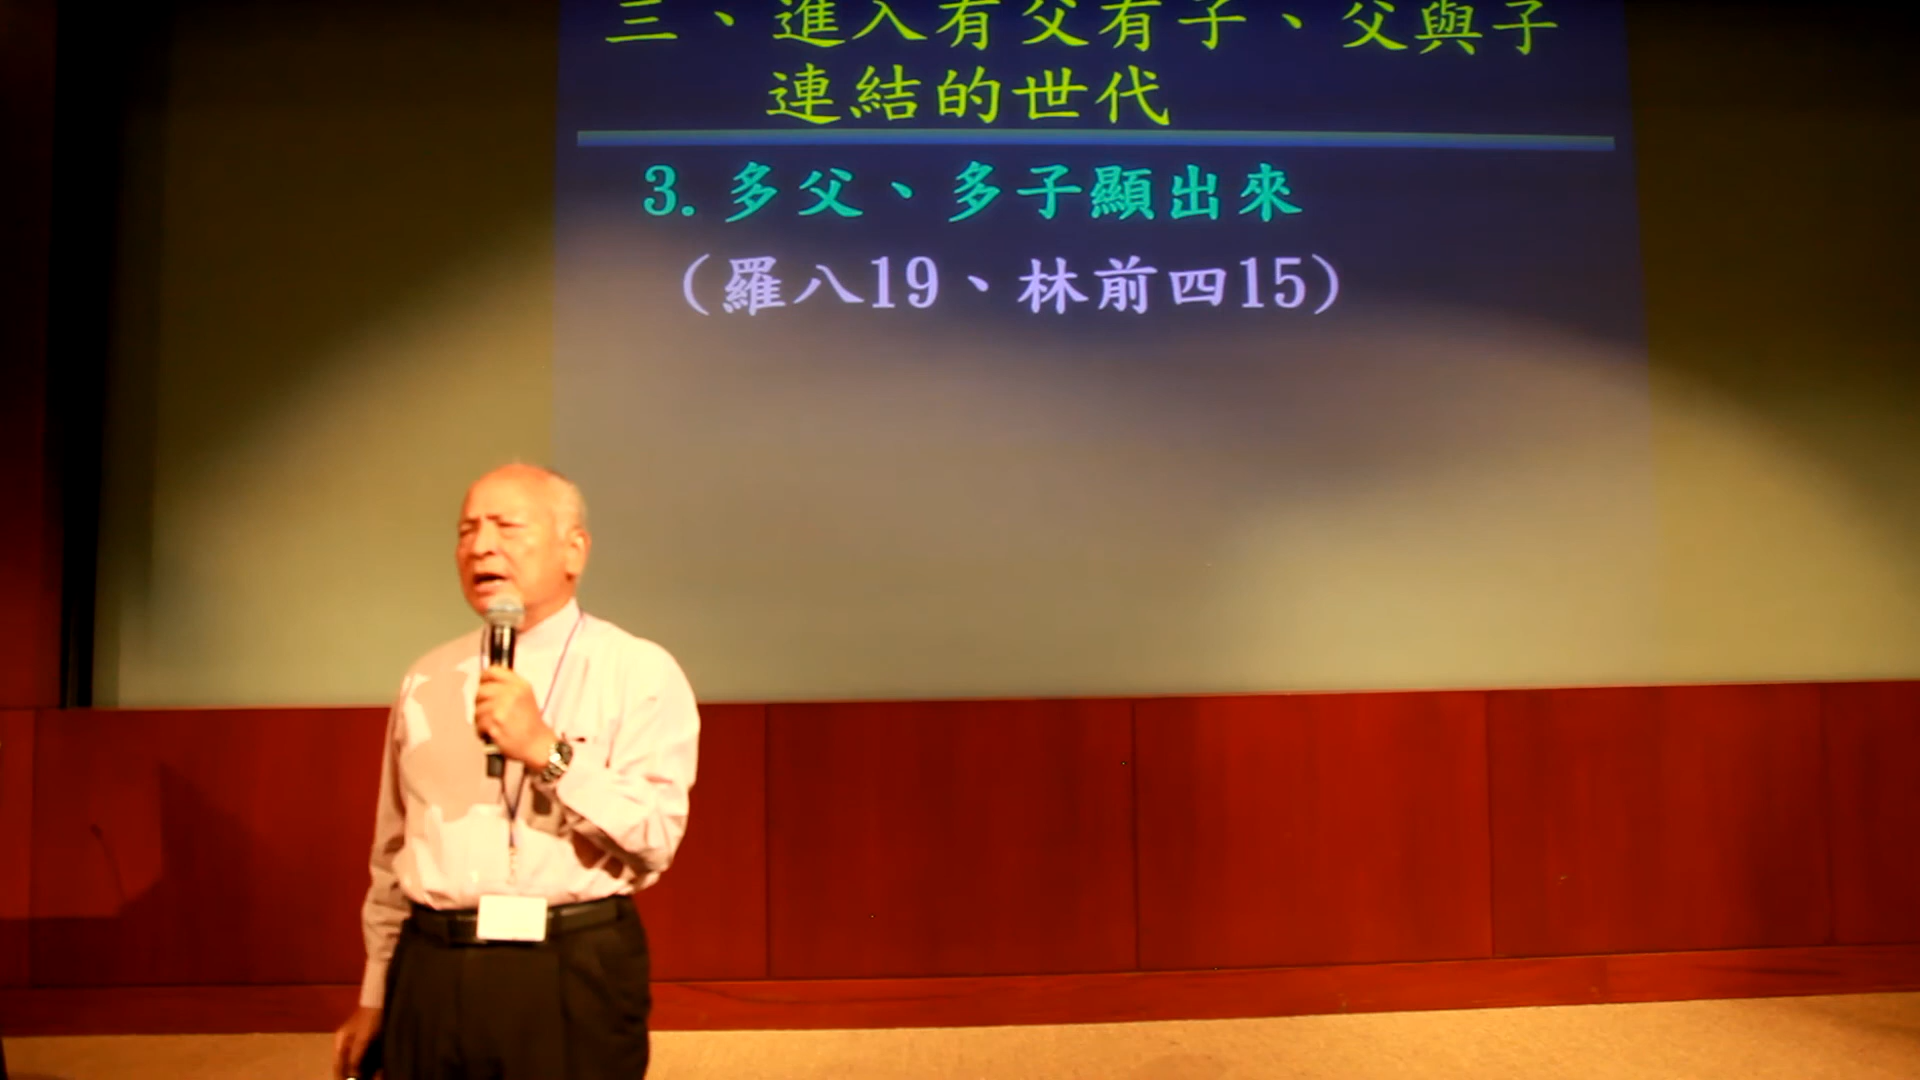 三、進入有父有子、父與子
連結的世代
3.多父、多子顯出來
(羅八19、林前四15)